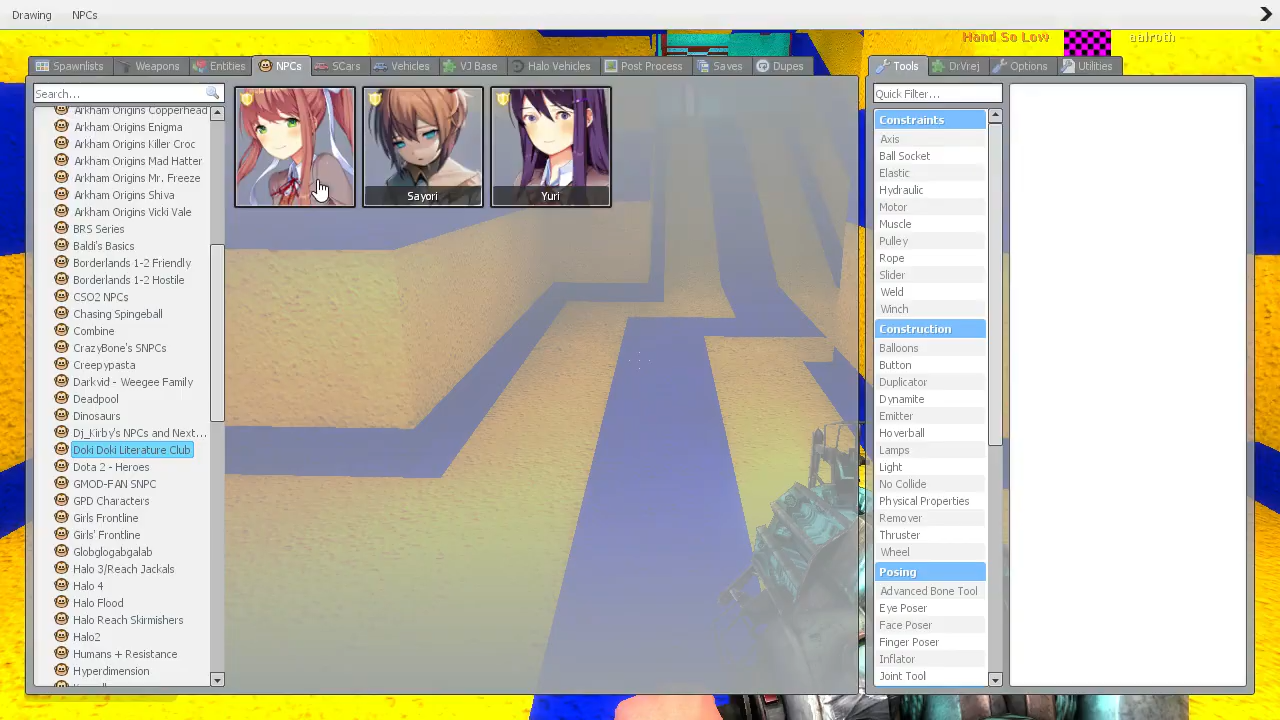 Drawing NPCs
Hand So Low aalroth
Spawnlists Weapons Entities NPCs SCars Vehicles VJ Base Halo Vehicles Post Process Saves Dupes
Tools DrVrej Options Utilities
Search...
Quick Filter...
Arkham Origins Copperhead
Arkham Origins Enigma
Arkham Origins Killer Croc
Arkham Origins Mad Hatter
Arkham Origins Mr. Freeze
Arkham Origins Shiva
Arkham Origins Vicki Vale
BRS Series
Baldi's Basics
Borderlands 1-2 Friendly
Borderlands 1-2 Hostile
CSO2 NPCs
Chasing Spingeball
Combine
CrazyBone's SNPCs
Creepypasta
Darkvid - Weegee Family
Deadpool
Dinosaurs
Dj_Kirby's NPCs and Next...
Doki Doki Literature Club
Dota 2 - Heroes
GMOD-FAN SNPC
GPD Characters
Girls Frontline
Girls' Frontline
Globglogabgalab
Halo 3/Reach Jackals
Halo 4
Halo Flood
Halo Reach Skirmishers
Halo2
Humans + Resistance
Hyperdimension
Sayori
Yuri
Constraints
Axis
Ball Socket
Elastic
Hydraulic
Motor
Muscle
Pulley
Rope
Slider
Weld
Winch
Construction
Balloons
Button
Duplicator
Dynamite
Emitter
Hoverball
Lamps
Light
No Collide
Physical Properties
Remover
Thruster
Wheel
Posing
Advanced Bone Tool
Eye Poser
Face Poser
Finger Poser
Inflator
Joint Tool